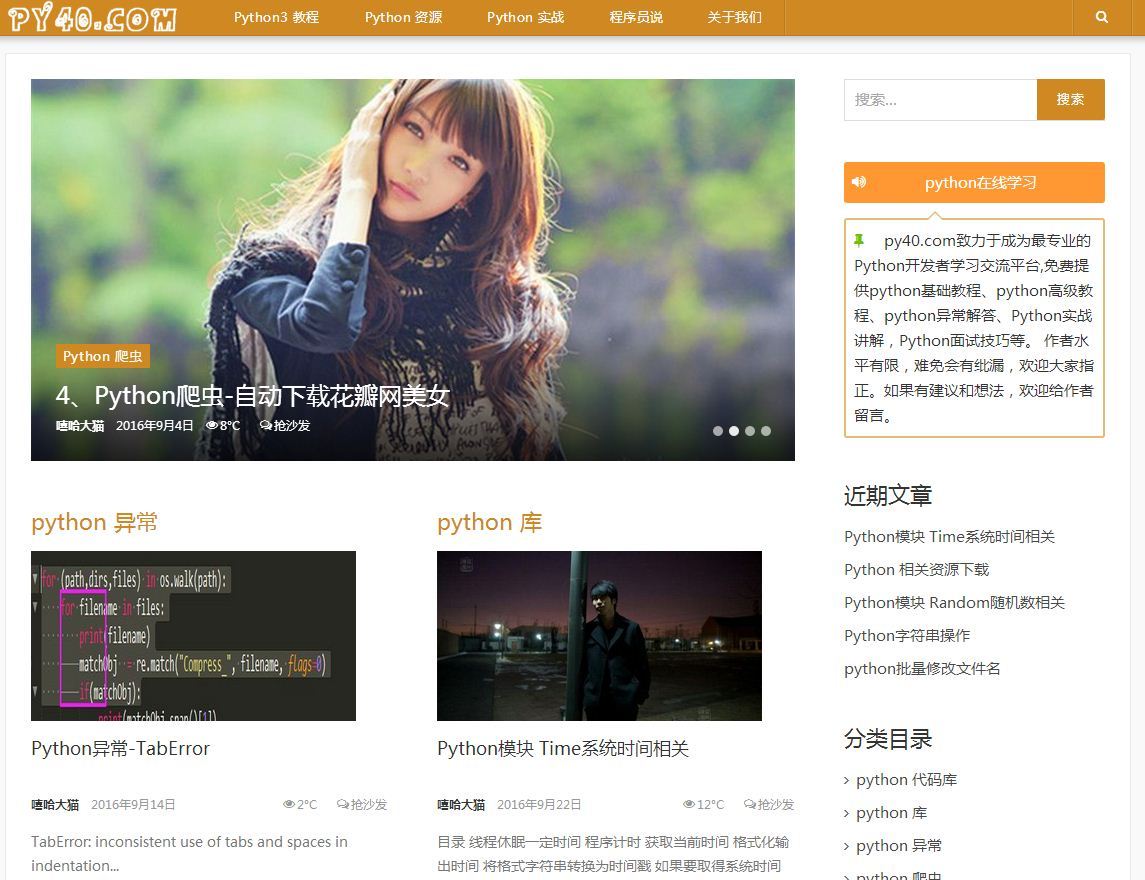 PY40.COM
Python3 教程
Python 资源
Python 实战
程序员说
关于我们
Python 爬虫
4、Python爬虫-自动下载花瓣网美女
嘻哈大猫 2016年9月4日 8℃ 抢沙发
搜索...
搜索
python在线学习
py40.com致力于成为最专业的
Python开发者学习交流平台,免费提
供python基础教程、python高级教
程、python异常解答、Python实战
讲解，Python面试技巧等。 作者水
平有限，难免会有纰漏，欢迎大家指
正。如果有建议和想法，欢迎给作者
留言。
python 异常
for (path,dirs,files) in os.walk(path):
for filename in files:
print(filename)
matchObj = re.match("Compress_", filename, flags=0)
if(matchObj):
print(matchObj.span()[1])
Python异常-TabError
嘻哈大猫 2016年9月14日 2℃ 抢沙发
TabError: inconsistent use of tabs and spaces in
indentation...
python 库
Python模块 Time系统时间相关
嘻哈大猫 2016年9月22日 12℃ 抢沙发
目录 线程休眠一定时间 程序计时 获取当前时间 格式化输
出时间 将格式字符串转换为时间戳 如果要取得系统时间
近期文章
Python模块 Time系统时间相关
Python 相关资源下载
Python模块 Random随机数相关
Python字符串操作
python批量修改文件名
分类目录
python 代码库
python 库
python 异常
python 爬虫